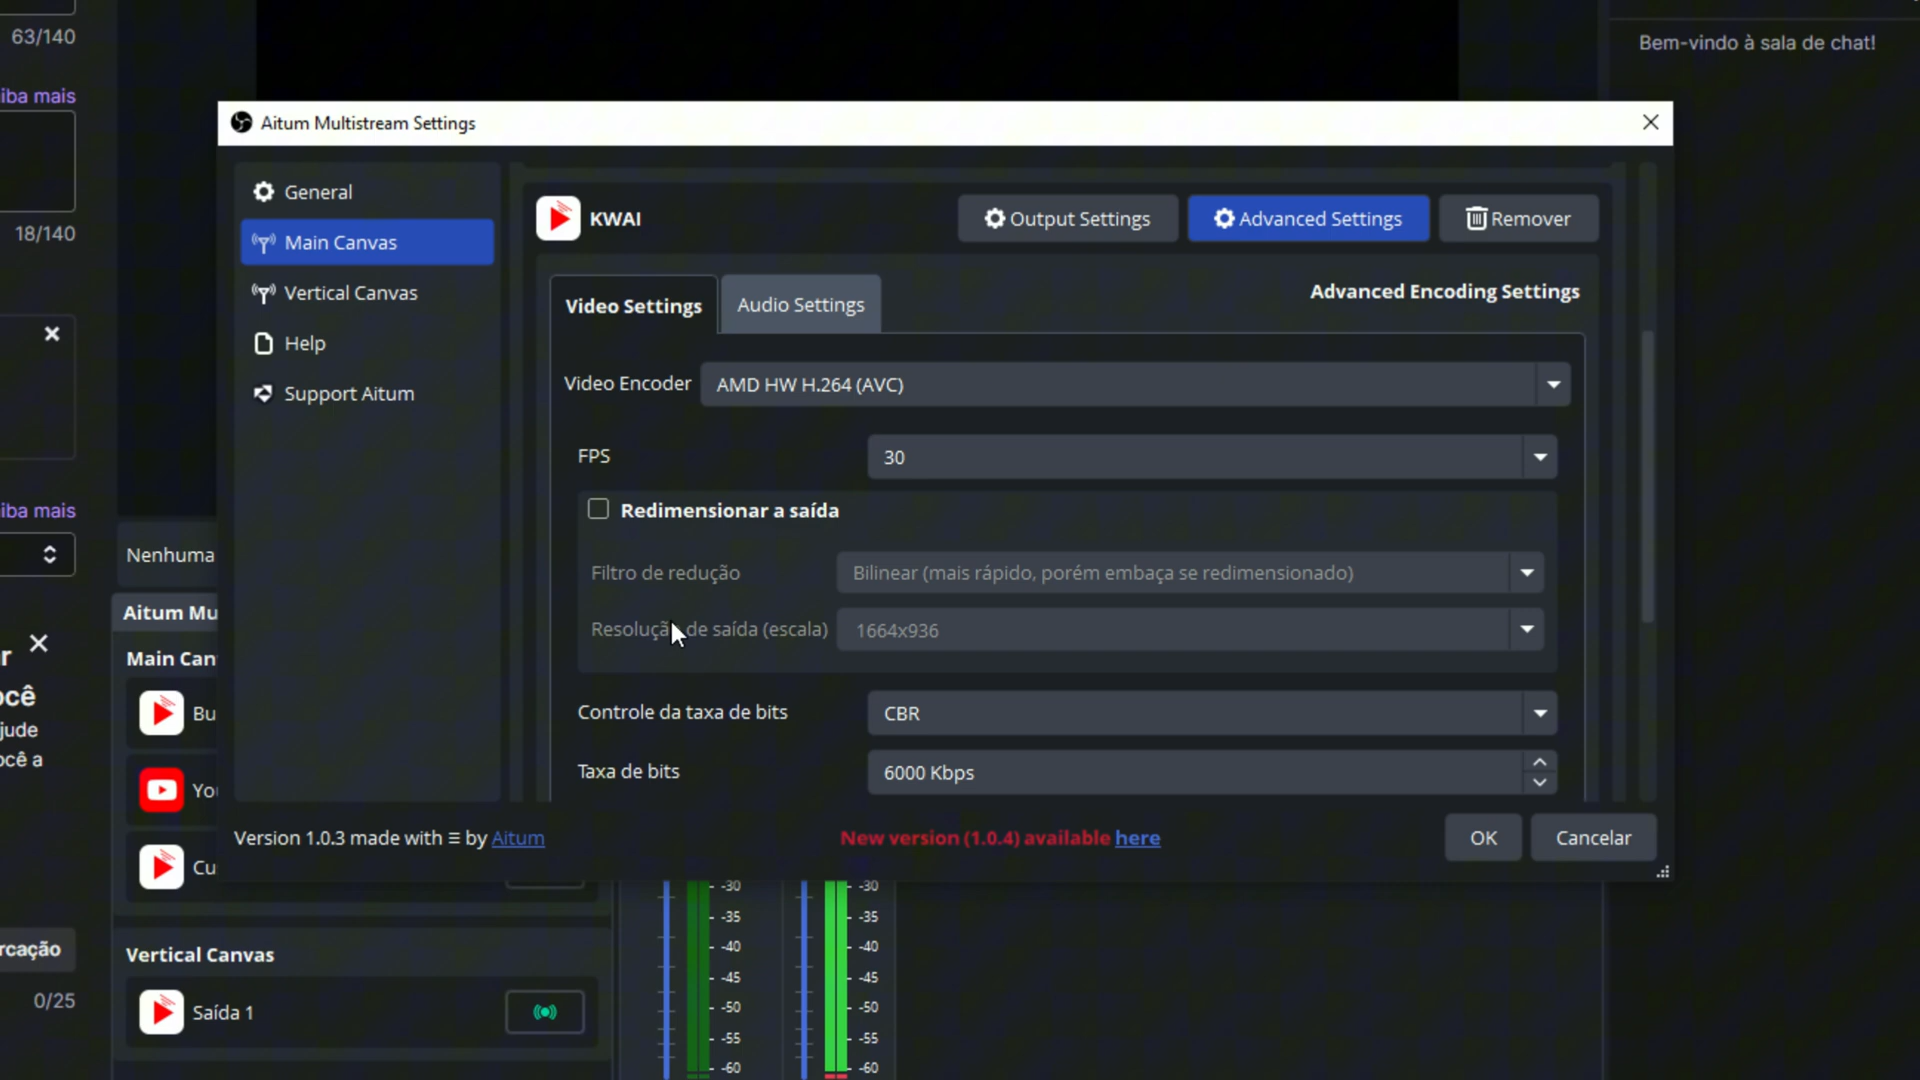 63/140
iba mais
18/140
iba mais
r
ocê
jude
ocê a
rcação
0/25
Bem-vindo à sala de chat!
Aitum Multistream Settings
General
Main Canvas
Vertical Canvas
Help
Support Aitum
KWAI
Output Settings
Advanced Settings
Remover
Video Settings
Audio Settings
Advanced Encoding Settings
Video Encoder
AMD HW H.264 (AVC)
FPS
30
Redimensionar a saída
Filtro de redução
Bilinear (mais rápido, porém embaça se redimensionado)
Resolução de saída (escala)
1664x936
Controle da taxa de bits
CBR
Taxa de bits
6000 Kbps
Version 1.0.3 made with ☰ by Aitum
New version (1.0.4) available here
OK
Cancelar
Nenhuma
Aitum Mu
Main Can
Bu
You
Cu
Vertical Canvas
Saída 1
-30
-35
-40
-45
-50
-55
-60
-30
-35
-40
-45
-50
-55
-60